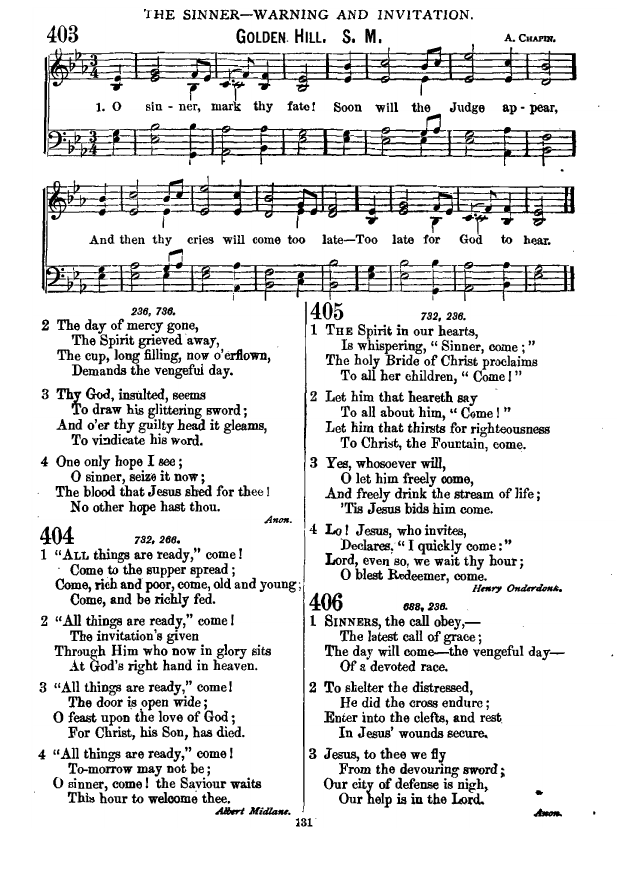 THE SINNER—WARNING AND INVITATION.
403 GOLDEN HILL. S. M. A. CHAPIN.
1. O sin - ner, mark thy fate! Soon will the Judge ap - pear,
And then thy cries will come too late—Too late for God to hear.
236, 736.
2 The day of mercy gone,
The Spirit grieved away,
The cup, long filling, now o'erflown,
Demands the vengeful day.
3 Thy God, insulted, seems
To draw his glittering sword;
And o'er thy guilty head it gleams,
To vindicate his word.
4 One only hope I see;
O sinner, seize it now;
The blood that Jesus shed for thee!
No other hope hast thou.
Anon.
404 732, 266.
1 "ALL things are ready," come!
Come to the supper spread;
Come, rich and poor, come, old and young;
Come, and be richly fed.
2 "All things are ready," come!
The invitation's given
Through Him who now in glory sits
At God's right hand in heaven.
3 "All things are ready," come!
The door is open wide;
O feast upon the love of God;
For Christ, his Son, has died.
4 "All things are ready," come!
To-morrow may not be;
O sinner, come! the Saviour waits
This hour to welcome thee.
Albert Midlane.
405 732, 236.
1 THE Spirit in our hearts,
Is whispering, "Sinner, come;"
The holy Bride of Christ proclaims
To all her children, "Come!"
2 Let him that heareth say
To all about him, "Come!"
Let him that thirsts for righteousness
To Christ, the Fountain, come.
3 Yes, whosoever will,
O let him freely come,
And freely drink the stream of life;
'Tis Jesus bids him come.
4 Lo! Jesus, who invites,
Declares, "I quickly come:"
Lord, even so, we wait thy hour;
O blest Redeemer, come.
Henry Onderdonk.
406 688, 236.
1 SINNERS, the call obey,—
The latest call of grace;
The day will come—the vengeful day—
Of a devoted race.
2 To shelter the distressed,
He did the cross endure;
Enter into the clefts, and rest
In Jesus' wounds secure.
3 Jesus, to thee we fly
From the devouring sword;
Our city of defense is nigh,
Our help is in the Lord.
Anon.
131